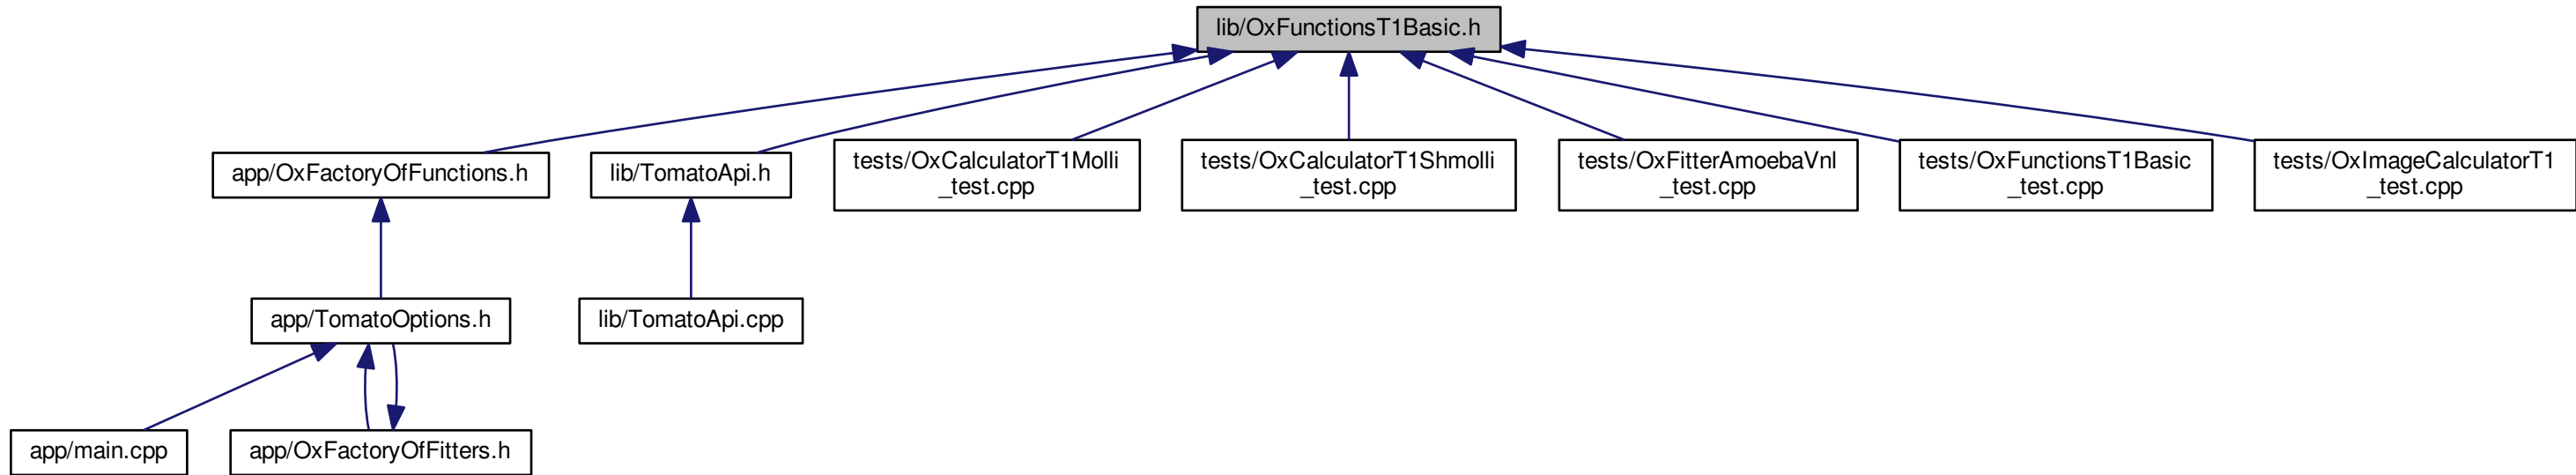 lib/OxFunctionsT1Basic.h
app/OxFactoryOfFunctions.h
lib/TomatoApi.h
tests/OxCalculatorT1Molli
_test.cpp
tests/OxCalculatorT1Shmolli
_test.cpp
tests/OxFitterAmoebaVnl
_test.cpp
tests/OxFunctionsT1Basic
_test.cpp
tests/OxImageCalculatorT1
_test.cpp
app/TomatoOptions.h
lib/TomatoApi.cpp
app/main.cpp
app/OxFactoryOfFitters.h